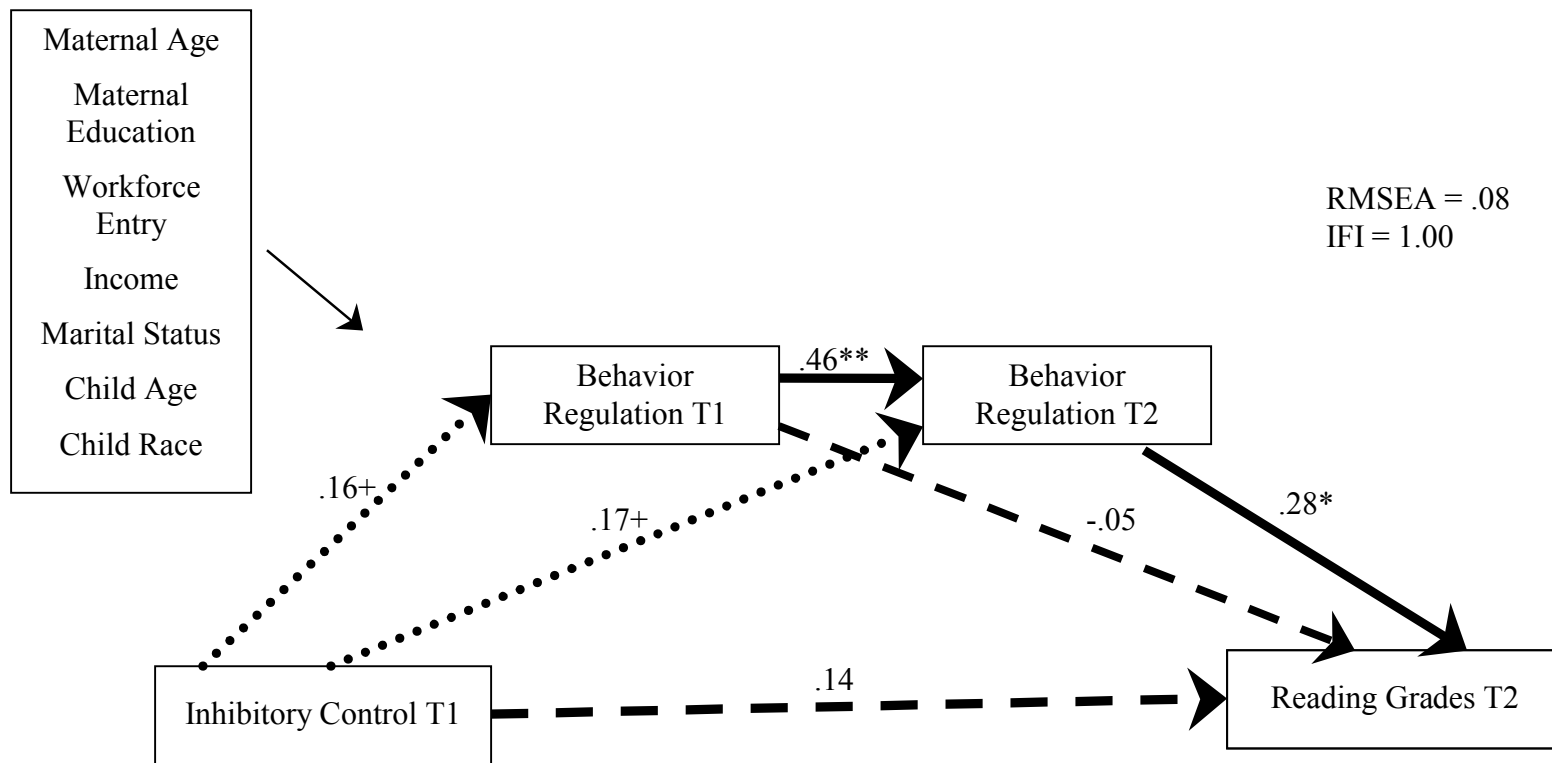 Maternal Age
Maternal
Education
Workforce
Entry
Income
Marital Status
Child Age
Child Race
RMSEA = .08
IFI = 1.00
Behavior
Regulation T1
.46**
Behavior
Regulation T2
.16+
.17+
-.05
.28*
Inhibitory Control T1
.14
Reading Grades T2